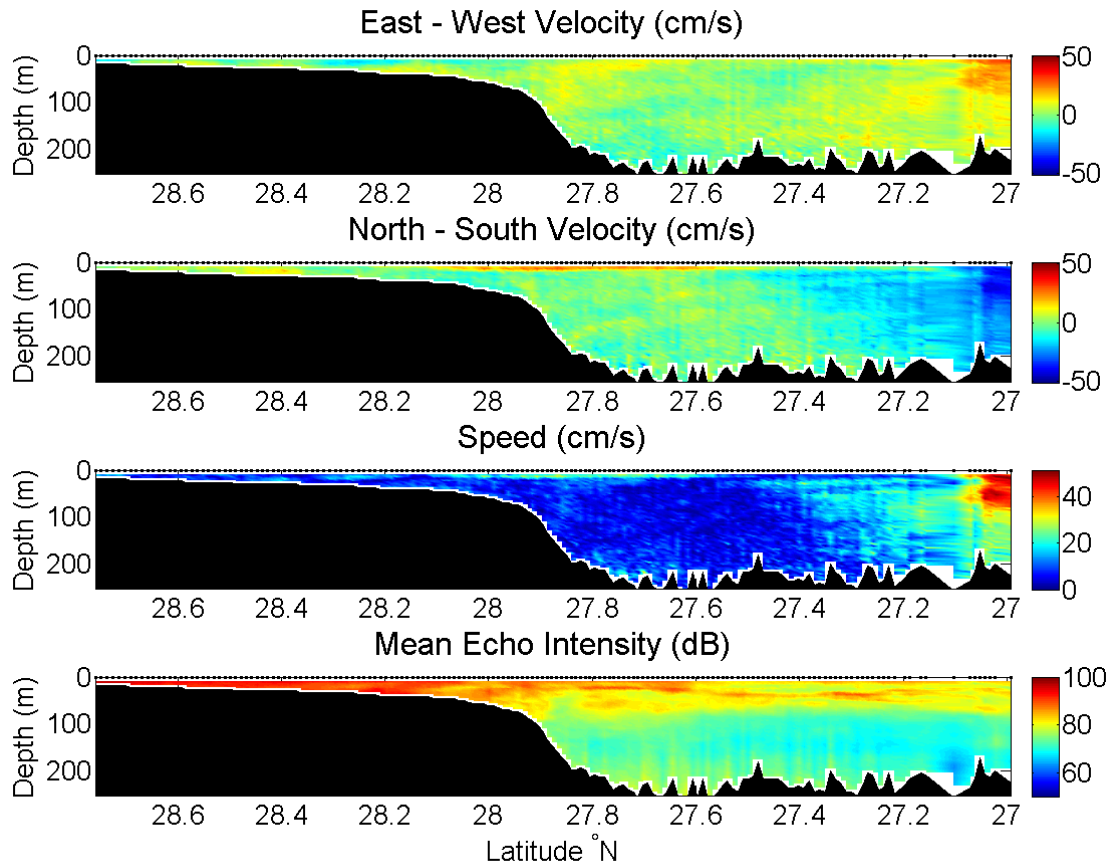 East - West Velocity (cm/s)
Depth (m)
0
100
200
28.6 28.4 28.2 28 27.8 27.6 27.4 27.2 27
50
0
-50
North - South Velocity (cm/s)
Depth (m)
0
100
200
28.6 28.4 28.2 28 27.8 27.6 27.4 27.2 27
50
0
-50
Speed (cm/s)
Depth (m)
0
100
200
28.6 28.4 28.2 28 27.8 27.6 27.4 27.2 27
40
20
0
Mean Echo Intensity (dB)
Depth (m)
0
100
200
28.6 28.4 28.2 28 27.8 27.6 27.4 27.2 27
100
80
60
Latitude °N